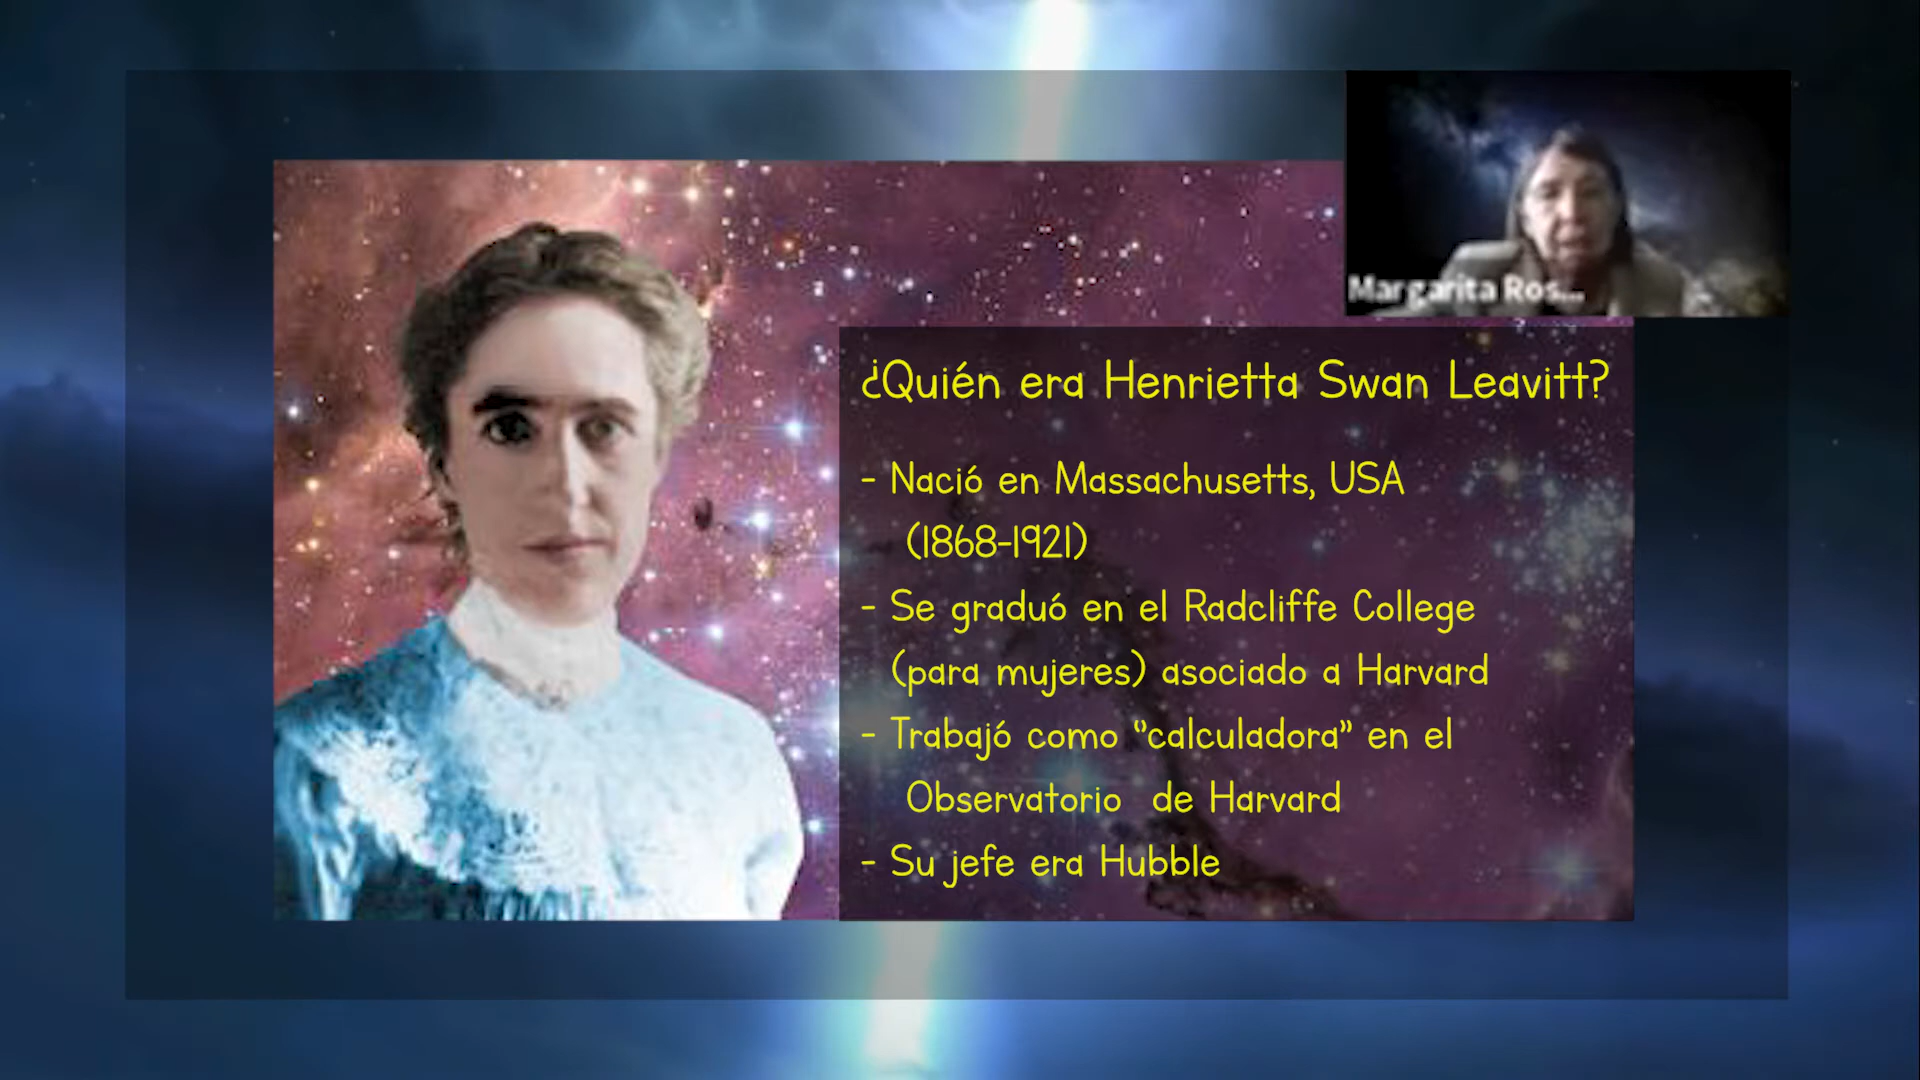 Margarita Ros...
¿Quién era Henrietta Swan Leavitt?
- Nació en Massachusetts, USA
(1868-1921)
- Se graduó en el Radcliffe College
(para mujeres) asociado a Harvard
- Trabajó como "calculadora" en el
Observatorio de Harvard
- Su jefe era Hubble